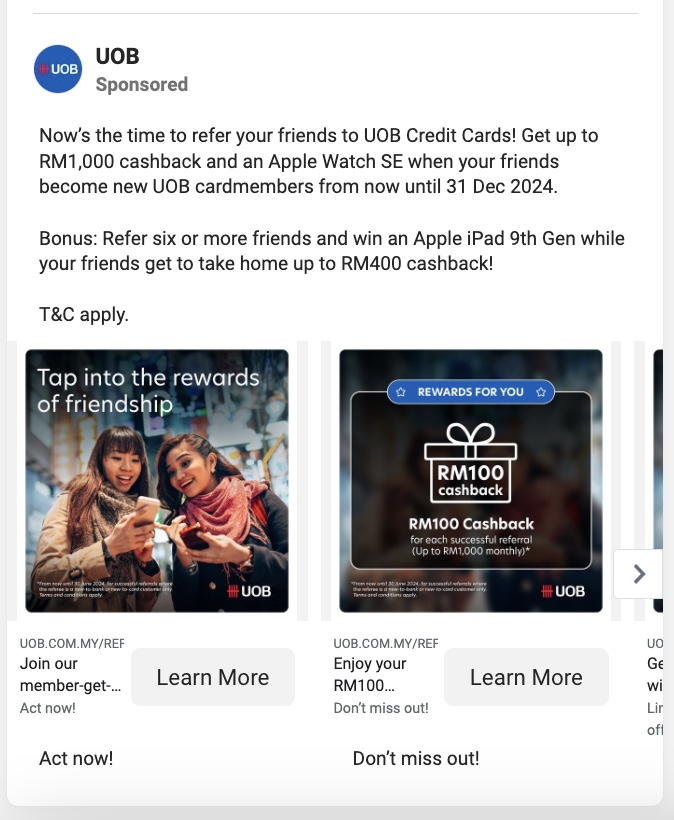 UOB
UOB
Sponsored
Now’s the time to refer your friends to UOB Credit Cards! Get up to
RM1,000 cashback and an Apple Watch SE when your friends
become new UOB cardmembers from now until 31 Dec 2024.
Bonus: Refer six or more friends and win an Apple iPad 9th Gen while
your friends get to take home up to RM400 cashback!
T&C apply.
Tap into the rewards
of friendship
*From now until 30 June 2024, for successful referrals where
the referee is a new-to-bank or new-to-card customer only.
Terms and conditions apply.
UOB
REWARDS FOR YOU
RM100
cashback
RM100 Cashback
for each successful referral
(Up to RM1,000 monthly)*
*From now until 30 June 2024, for successful referrals where
the referee is a new-to-bank or new-to-card customer only.
Terms and conditions apply.
UOB
UOB.COM.MY/REF
Join our
member-get-...
Act now!
Learn More
UOB.COM.MY/REF
Enjoy your
RM100...
Don’t miss out!
Learn More
UO
Ge
wi
Lir
off
Act now!
Don’t miss out!